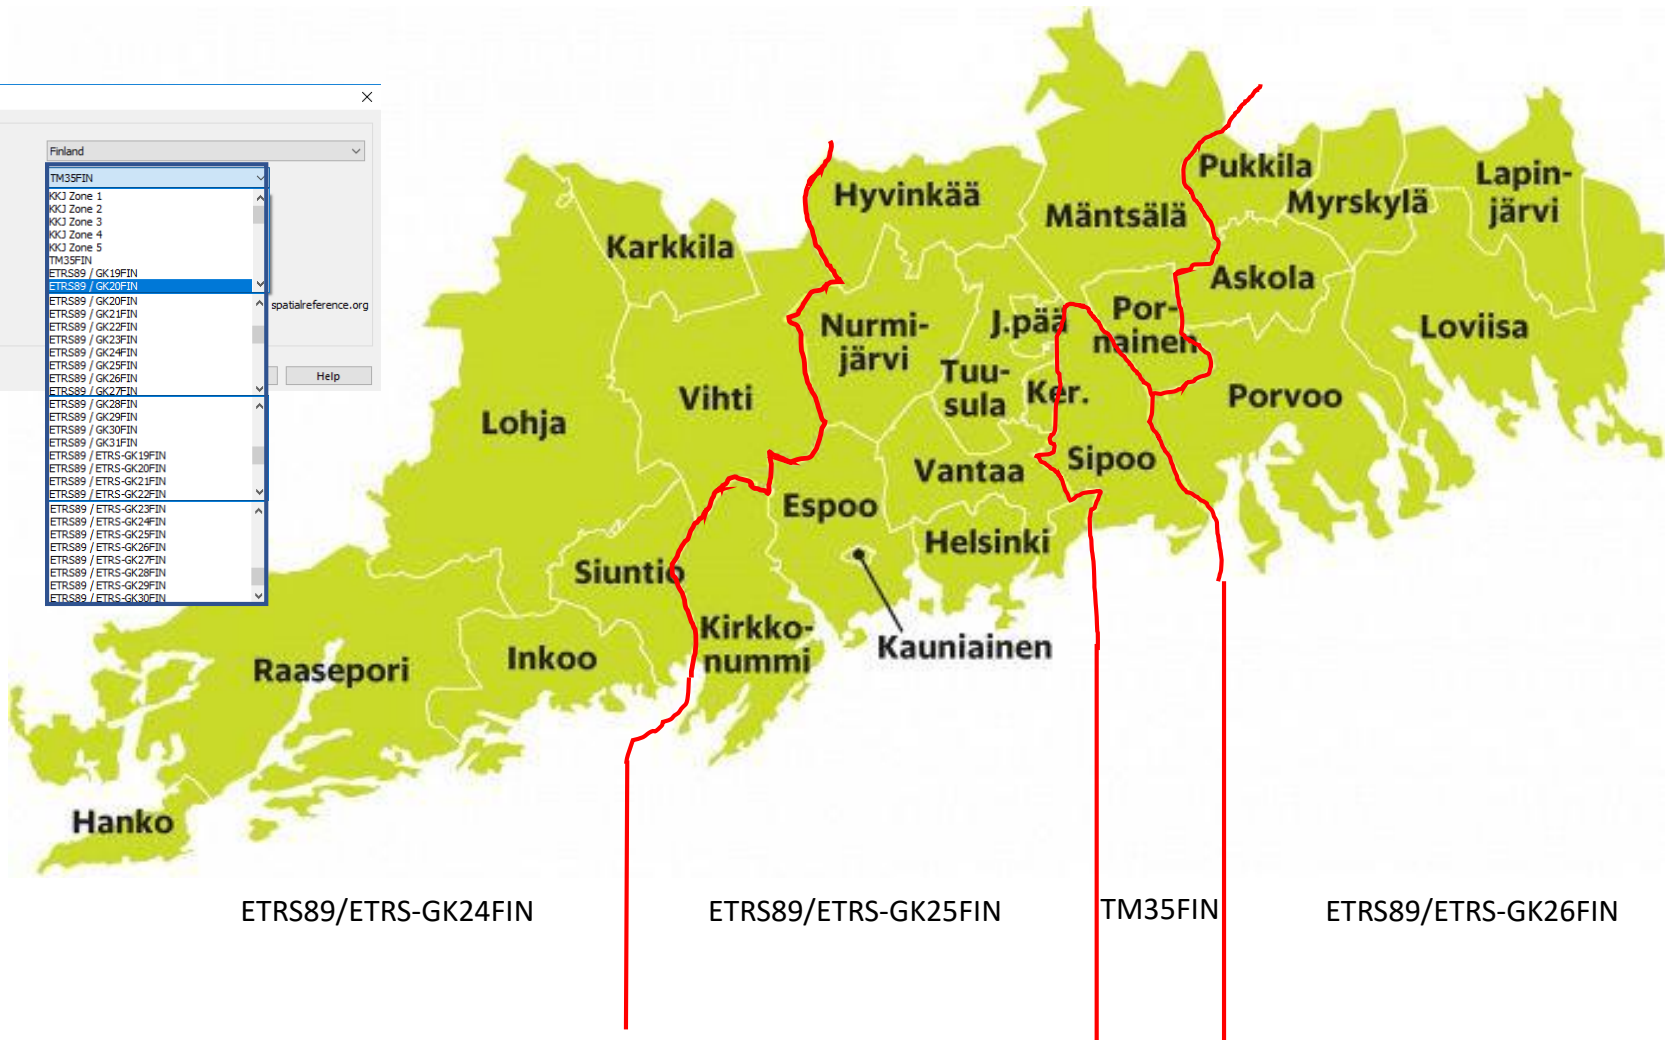 Finland
TM35FIN
KKJ Zone 1
KKJ Zone 2
KKJ Zone 3
KKJ Zone 4
KKJ Zone 5
TM35FIN
ETRS89 / GK19FIN
ETRS89 / GK20FIN
ETRS89 / GK20FIN
ETRS89 / GK21FIN
ETRS89 / GK22FIN
ETRS89 / GK23FIN
ETRS89 / GK24FIN
ETRS89 / GK25FIN
ETRS89 / GK26FIN
ETRS89 / GK27FIN
ETRS89 / GK28FIN
ETRS89 / GK29FIN
ETRS89 / GK30FIN
ETRS89 / GK31FIN
ETRS89 / ETRS-GK19FIN
ETRS89 / ETRS-GK20FIN
ETRS89 / ETRS-GK21FIN
ETRS89 / ETRS-GK22FIN
ETRS89 / ETRS-GK23FIN
ETRS89 / ETRS-GK24FIN
ETRS89 / ETRS-GK25FIN
ETRS89 / ETRS-GK26FIN
ETRS89 / ETRS-GK27FIN
ETRS89 / ETRS-GK28FIN
ETRS89 / ETRS-GK29FIN
ETRS89 / ETRS-GK30FIN
spatialreference.org
Help
Karkkila
Hyvinkää
Mäntsälä
Pukkila
Myrskylä
Lapin-
järvi
Askola
Loviisa
Nurmi-
järvi
J.pää
Por-
nainen
Tuu-
sula
Ker.
Porvoo
Vihti
Lohja
Vantaa
Sipoo
Espoo
Helsinki
Siuntio
Kirkko-
nummi
Kauniainen
Inkoo
Raasepori
Hanko
ETRS89/ETRS-GK24FIN
ETRS89/ETRS-GK25FIN
TM35FIN
ETRS89/ETRS-GK26FIN